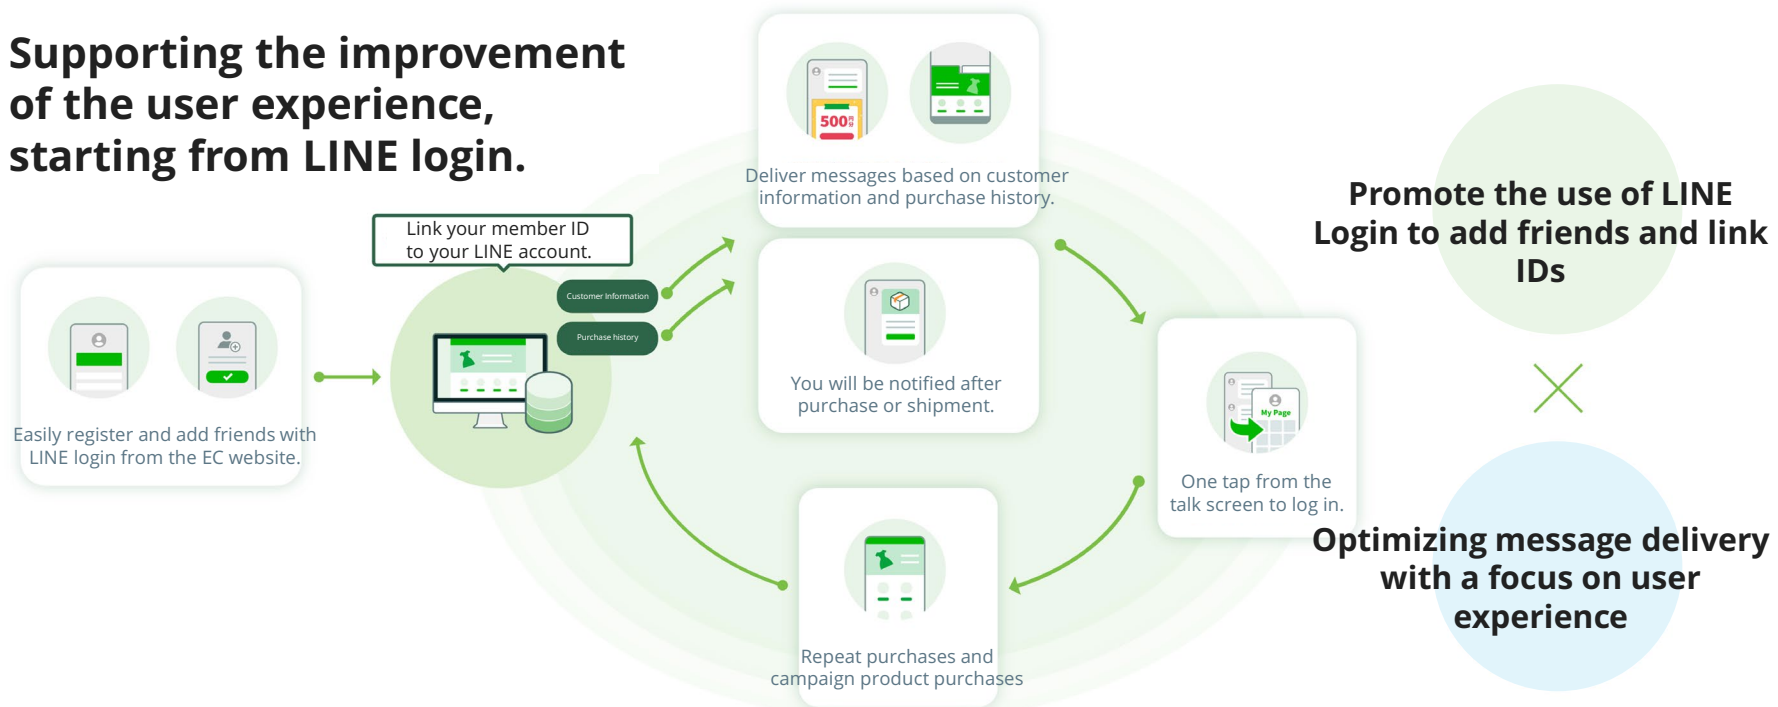 Supporting the improvement
of the user experience,
starting from LINE login.
Easily register and add friends with
LINE login from the EC website.
Link your member ID
to your LINE account.
Customer Information
Purchase history
500
Deliver messages based on customer
information and purchase history.
You will be notified after
purchase or shipment.
My Page
One tap from the
talk screen to log in.
Repeat purchases and
campaign product purchases
Promote the use of LINE
Login to add friends and link
IDs
Optimizing message delivery
with a focus on user
experience